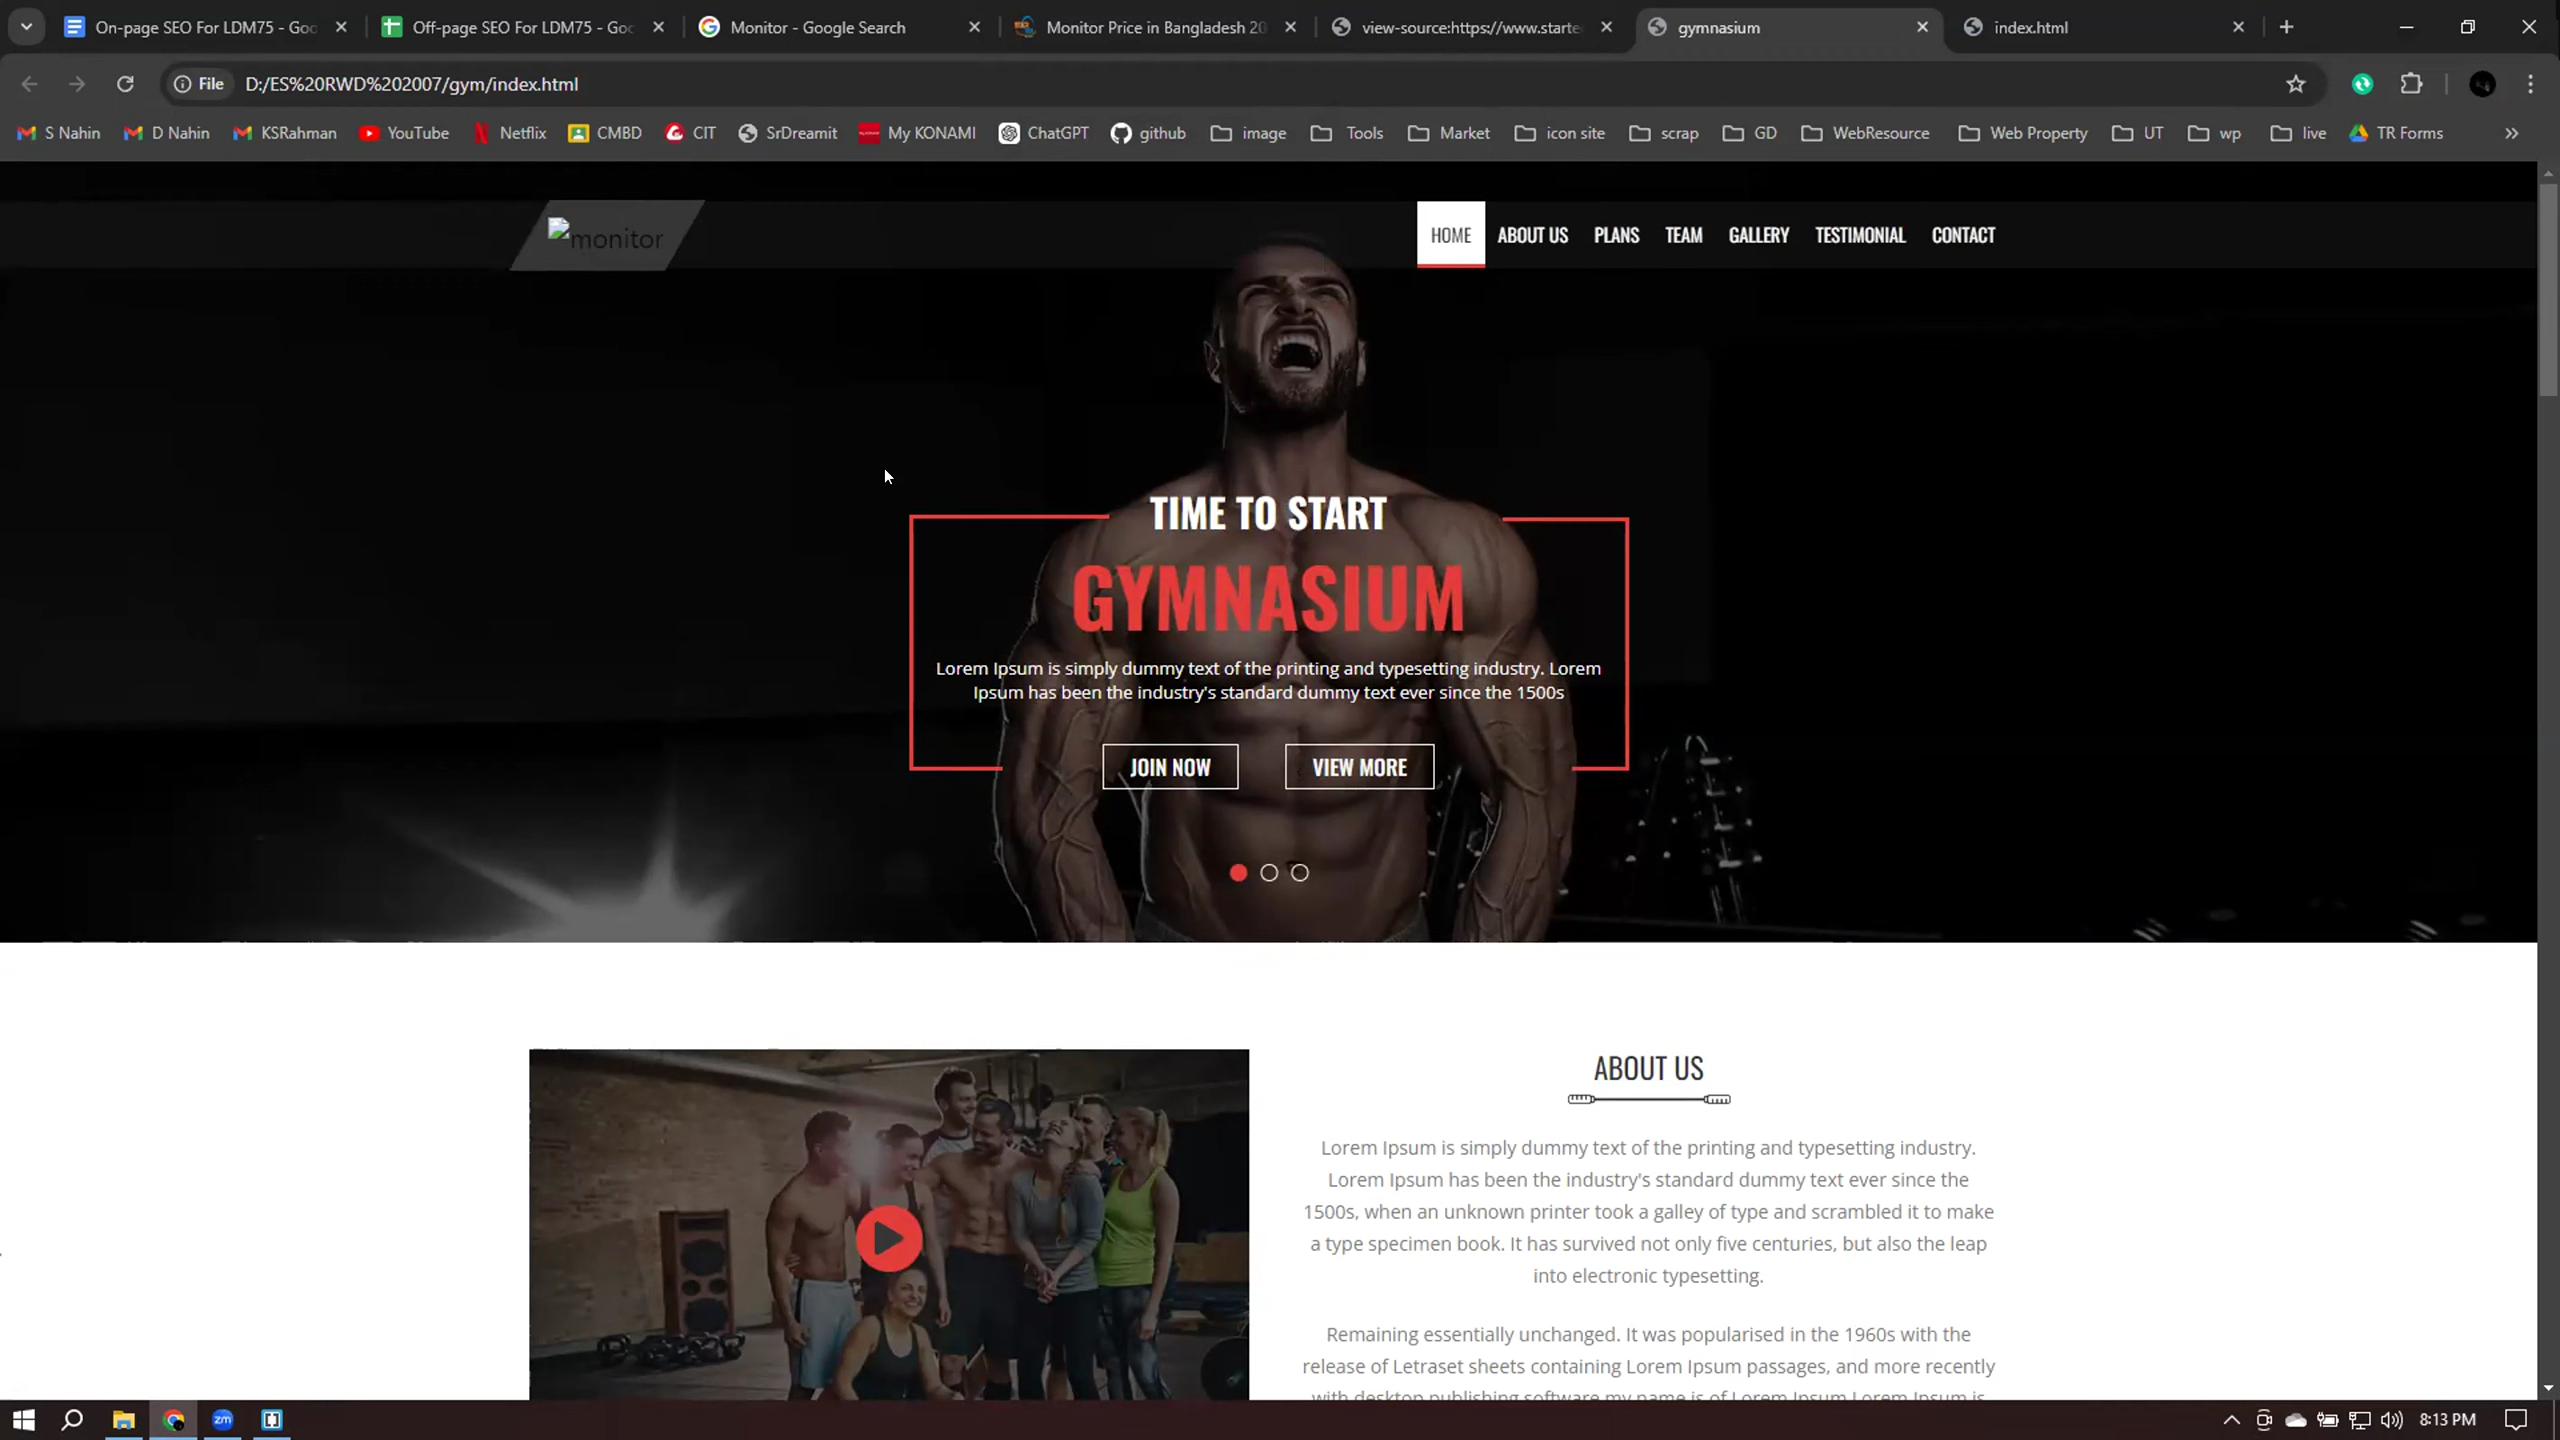 On-page SEO For LDM75 - Goo
Off-page SEO For LDM75 - Goo
Monitor - Google Search
Monitor Price in Bangladesh 20
view-source:https://www.starte
gymnasium
index.html
File
D:/ES%20RWD%202007/gym/index.html
S Nahin
D Nahin
KSRahman
YouTube
Netflix
CMBD
CIT
SrDreamit
My KONAMI
ChatGPT
github
image
Tools
Market
icon site
scrap
GD
WebResource
Web Property
UT
wp
live
TR Forms
monitor
HOME
ABOUT US
PLANS
TEAM
GALLERY
TESTIMONIAL
CONTACT
TIME TO START
GYMNASIUM
Lorem Ipsum is simply dummy text of the printing and typesetting industry. Lorem
Ipsum has been the industry's standard dummy text ever since the 1500s
JOIN NOW
VIEW MORE
ABOUT US
Lorem Ipsum is simply dummy text of the printing and typesetting industry.
Lorem Ipsum has been the industry's standard dummy text ever since the
1500s, when an unknown printer took a galley of type and scrambled it to make
a type specimen book. It has survived not only five centuries, but also the leap
into electronic typesetting.
Remaining essentially unchanged. It was popularised in the 1960s with the
release of Letraset sheets containing Lorem Ipsum passages, and more recently
with desktop publishing software my name is of Lorem Ipsum Lorem Ipsum is
zm
8:13 PM